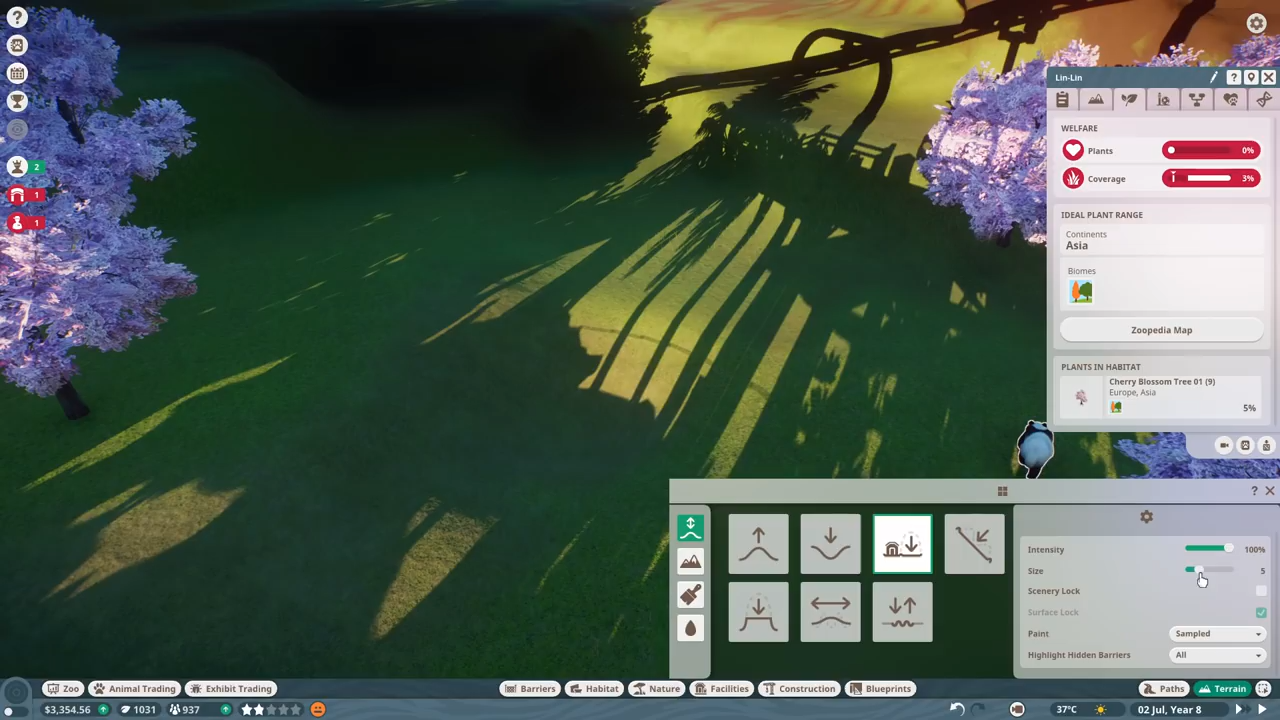 ?
2
1
1
Lin-Lin
?
WELFARE
Plants 0%
Coverage 3%
IDEAL PLANT RANGE
Continents
Asia
Biomes
Zoopedia Map
PLANTS IN HABITAT
Cherry Blossom Tree 01 (9)
Europe, Asia
5%
?
Intensity 100%
Size 5
Scenery Lock
Surface Lock
Paint Sampled
Highlight Hidden Barriers All
Zoo Animal Trading Exhibit Trading Barriers Habitat Nature Facilities Construction Blueprints Paths Terrain
$3,354.56 1031 937 37°C 02 Jul, Year 8